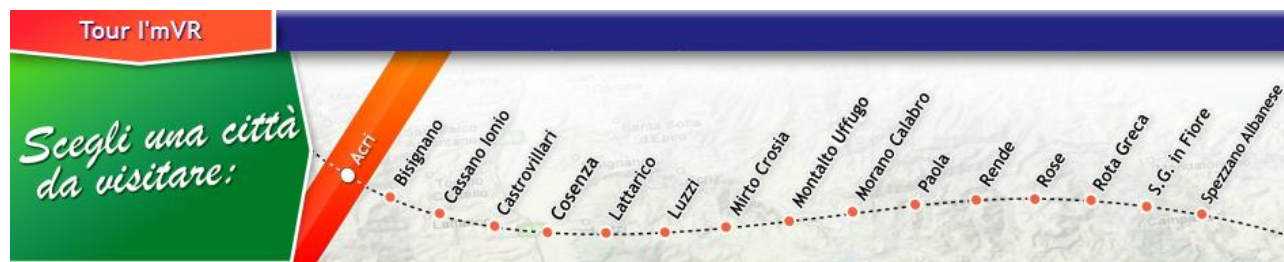 Tour I'mVR
Scegli una città
da visitare:
Acri
Bisignano
Cassano Ionio
Castrovillari
Cosenza
Lattarico
Luzzi
Mirto Crosia
Montalto Uffugo
Morano Calabro
Paola
Rende
Rose
Rota Greca
S.G. in Fiore
Spezzano Albanese